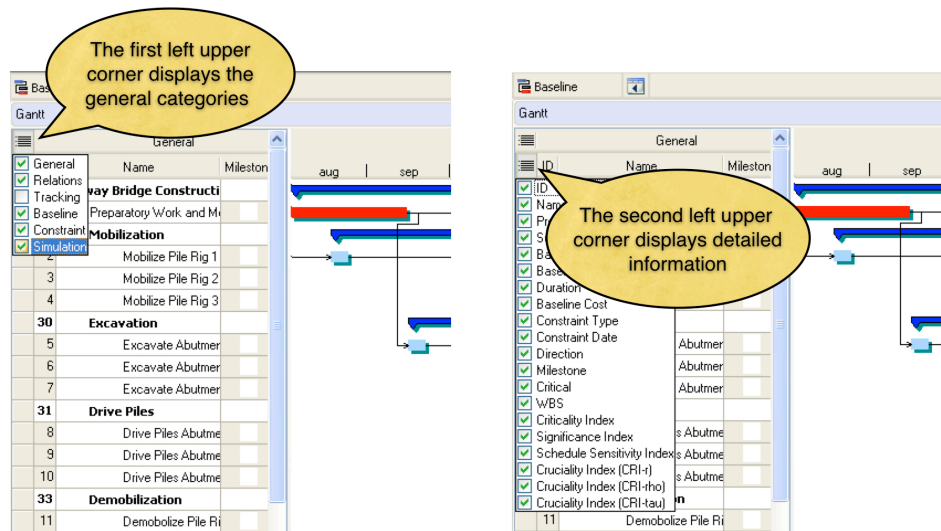 The first left upper
corner displays the
general categories
Gantt
General
Name Mileston
aug sep
General
Relations
Tracking
Baseline
Constraint
Simulation
way Bridge Constructi
Preparatory Work and Mo
Mobilization
2 Mobilize Pile Rig 1
3 Mobilize Pile Rig 2
4 Mobilize Pile Rig 3
30 Excavation
5 Excavate Abutmer
6 Excavate Abutmer
7 Excavate Abutmer
31 Drive Piles
8 Drive Piles Abutme
9 Drive Piles Abutme
10 Drive Piles Abutme
33 Demobilization
11 Demobolize Pile Ri
Baseline
Gantt
General
ID Name Mileston
aug sep
The second left upper
corner displays detailed
information
ID
Duration
Baseline Cost
Constraint Type
Constraint Date
Direction
Milestone
Critical
WBS
Criticality Index
Significance Index
Schedule Sensitivity Index
Cruciality Index (CRI-r)
Cruciality Index (CRI-rho)
Cruciality Index (CRI-tau)
Abutmer
Abutmer
Abutmer
s Abutme
s Abutme
s Abutme
11 Demobolize Pile Ri